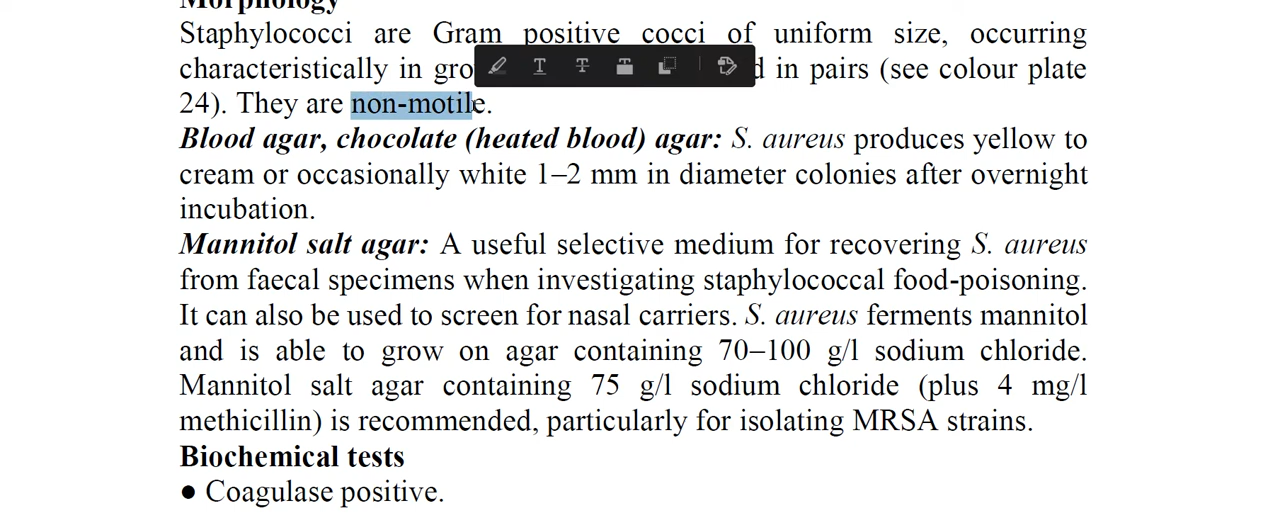 Morphology
Staphylococci are Gram positive cocci of uniform size, occurring
characteristically in in pairs (see colour plate
24). They are non-motile.
Blood agar, chocolate (heated blood) agar: S. aureus produces yellow to
cream or occasionally white 1–2 mm in diameter colonies after overnight
incubation.
Mannitol salt agar: A useful selective medium for recovering S. aureus
from faecal specimens when investigating staphylococcal food-poisoning.
It can also be used to screen for nasal carriers. S. aureus ferments mannitol
and is able to grow on agar containing 70–100 g/l sodium chloride.
Mannitol salt agar containing 75 g/l sodium chloride (plus 4 mg/l
methicillin) is recommended, particularly for isolating MRSA strains.
Biochemical tests
● Coagulase positive.